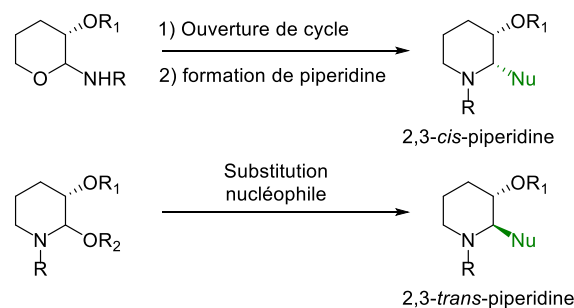 OR1
O
NHR
1) Ouverture de cycle
2) formation de piperidine
OR1
N
Nu
R
2,3-cis-piperidine
OR1
N
OR2
R
Substitution
nucléophile
OR1
N
Nu
R
2,3-trans-piperidine